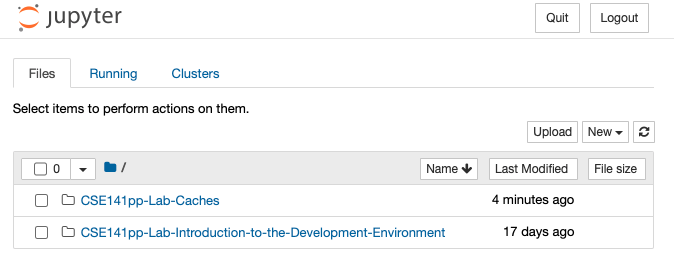 jupyter Quit Logout
Files Running Clusters
Select items to perform actions on them.
Upload New
0 / Name Last Modified File size
CSE141pp-Lab-Caches 4 minutes ago
CSE141pp-Lab-Introduction-to-the-Development-Environment 17 days ago